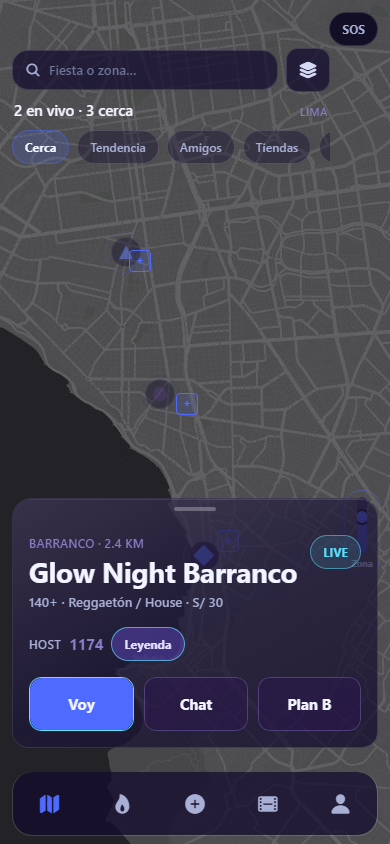 SOS
Fiesta o zona...
2 en vivo · 3 cerca
LIMA
Cerca
Tendencia
Amigos
Tiendas
BARRANCO · 2.4 KM
LIVE
Zona
Glow Night Barranco
140+ · Reggaetón / House · S/ 30
HOST 1174 Leyenda
Voy
Chat
Plan B